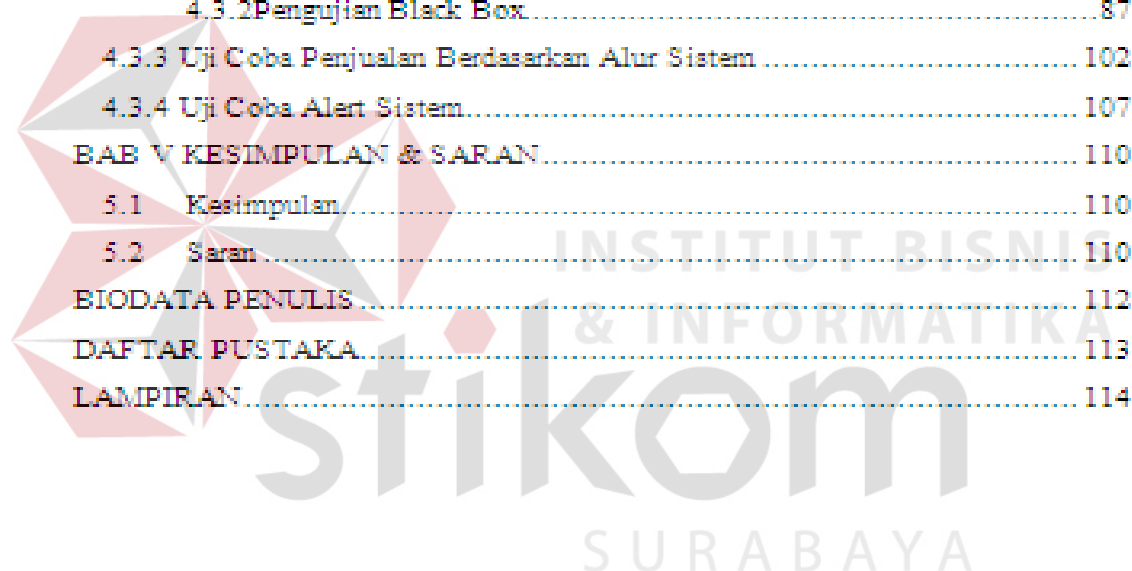 4.3.2Pengujian Black Box..........87
4.3.3 Uji Coba Penjualan Berdasarkan Alur Sistem..........102
4.3.4 Uji Coba Alert Sistem..........107
BAB V KESIMPULAN & SARAN..........110
5.1 Kesimpulan..........110
5.2 Saran..........110
BIODATA PENULIS..........112
DAFTAR PUSTAKA..........113
LAMPIRAN..........114
INSTITUT BISNIS
& INFORMATIKA
stikom
SURABAYA